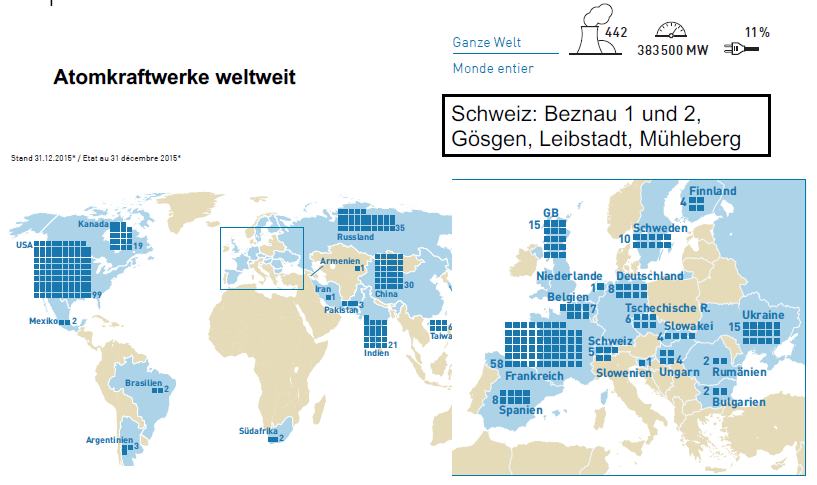 Ganze Welt
Monde entier
442
383500 MW
11%
Atomkraftwerke weltweit
Schweiz: Beznau 1 und 2,
Gösgen, Leibstadt, Mühleberg
Stand 31.12.2015* / Etat au 31 décembre 2015*
Kanada
19
USA
99
Mexiko 2
Brasilien 2
Argentinien 3
Südafrika 2
Russland
35
Armenien 1
Iran
1
Pakistan 3
China
30
Indien
21
6
Finnland
4
GB
15
Schweden
10
Niederlande
1
Deutschland
8
Belgien
7
Tschechische R.
6
Slowakei
4
Ukraine
15
Schweiz
5
Frankreich
58
Slowenien
1
Ungarn
4
Rumänien
2
Bulgarien
2
Spanien
8